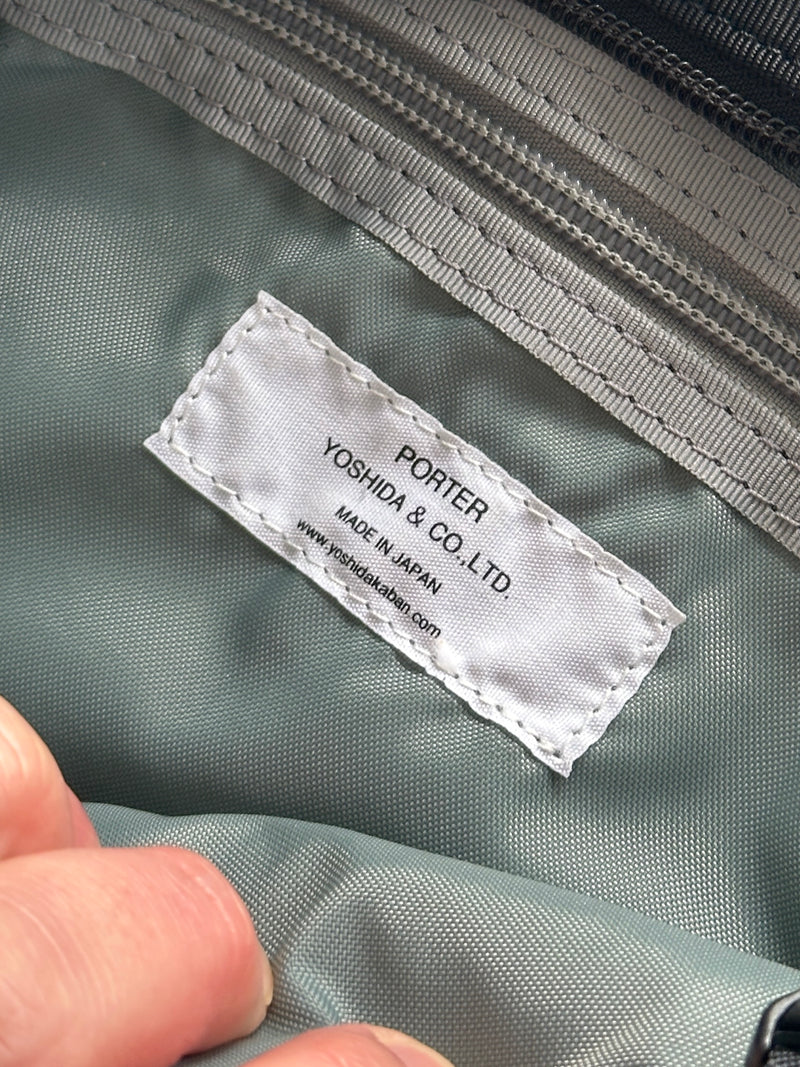 PORTER
YOSHIDA & CO.,LTD.
MADE IN JAPAN
www.yoshidakaban.com